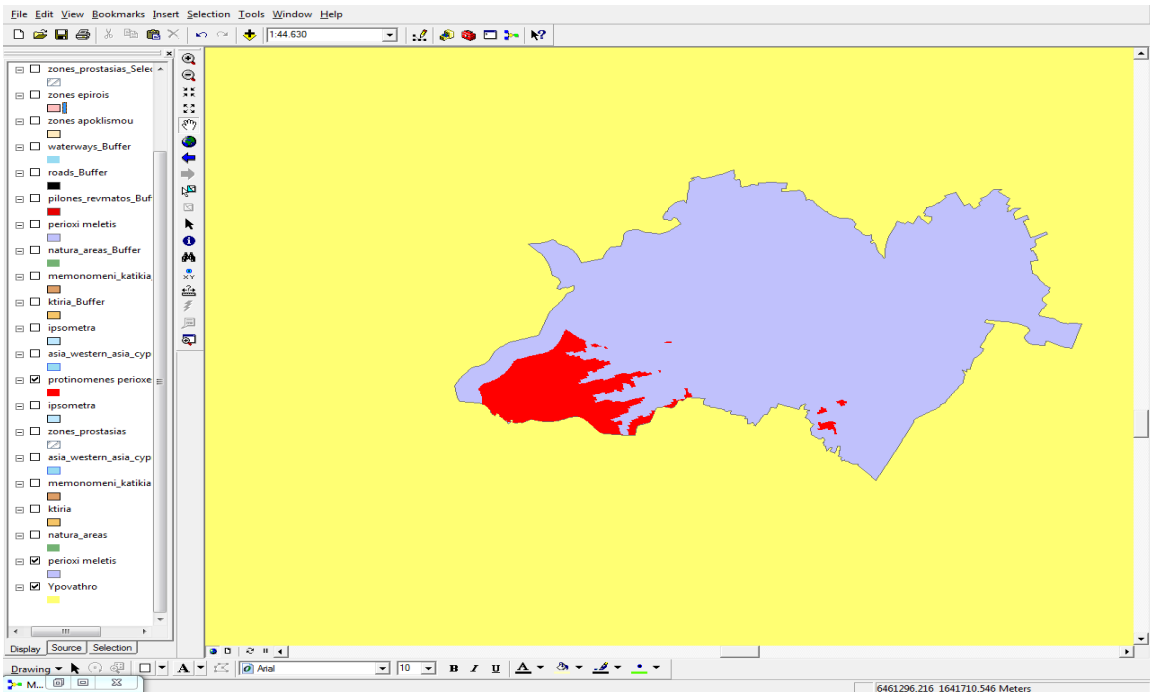 File Edit View Bookmarks Insert Selection Tools Window Help
1:44.630
zones_prostasias_Selec
zones epirois
zones apoklismou
waterways_Buffer
roads_Buffer
pilones_revmatos_Buf
perioxi meletis
natura_areas_Buffer
memonomeni_katikia_
ktiria_Buffer
ipsometra
asia_western_asia_cyp
protinomenes perioxe
ipsometra
zones_prostasias
asia_western_asia_cyp
memonomeni_katikia
ktiria
natura_areas
perioxi meletis
Ypovathro
Display Source Selection
Drawing A Arial 10 B I U A
M...
6461296.216 1641710.546 Meters